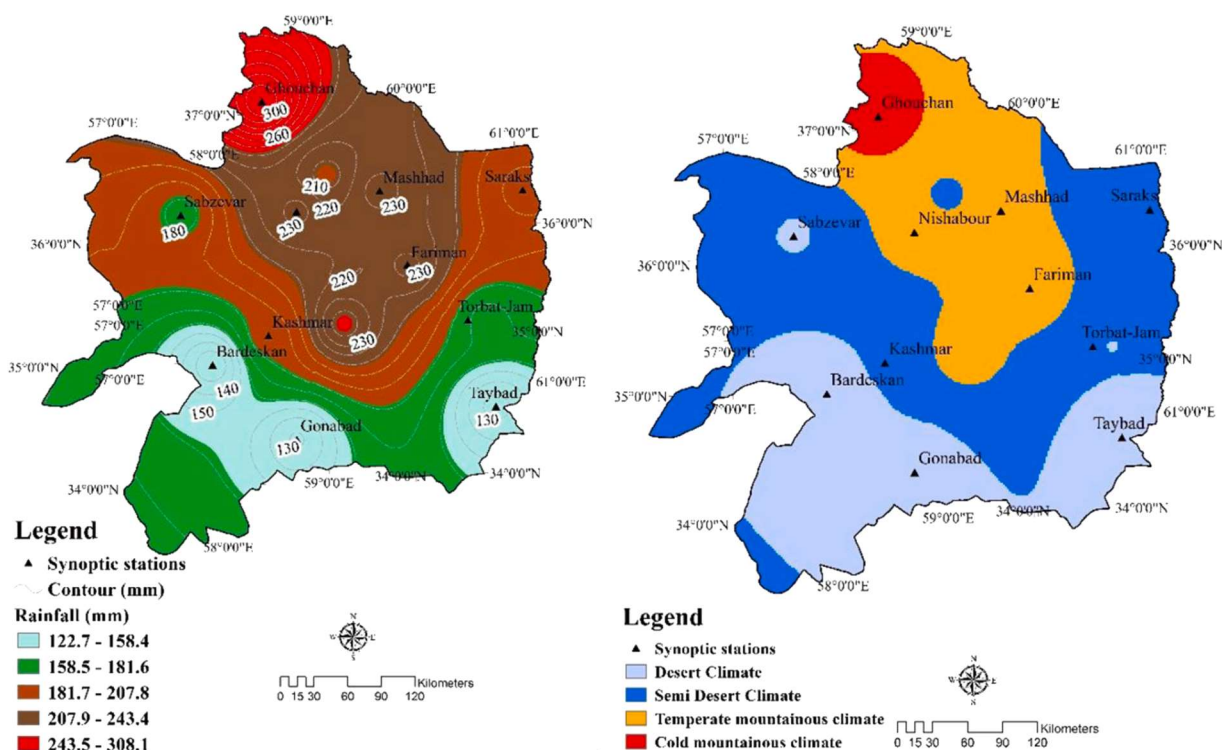 59°0'0"E
Ghouchan
60°0'0"E
37°0'0"N
300
260
57°0'0"E
61°0'0"E
58°0'0"E
210
Mashhad
Saraks
Sabzevar
220
230
180
230
36°0'0"N
36°0'0"N
Fariman
220
230
57°0'0"E
Torbat-Jam
57°0'0"E
Kashmar
35°0'0"N
230
Bardeskan
35°0'0"N
57°0'0"E
61°0'0"E
140
Taybad
150
130
Gonabad
130
34°0'0"N
34°0'0"N
59°0'0"E
34°0'0"N
58°0'0"E
Legend
Synoptic stations
Contour (mm)
Rainfall (mm)
122.7 - 158.4
158.5 - 181.6
181.7 - 207.8
207.9 - 243.4
243.5 - 308.1
N
W E
S
Kilometers
0 15 30 60 90 120
59°0'0"E
Ghouchan
60°0'0"E
37°0'0"N
57°0'0"E
61°0'0"E
58°0'0"E
Mashhad
Saraks
Nishabour
Sabzevar
36°0'0"N
36°0'0"N
Fariman
57°0'0"E
Torbat-Jam
57°0'0"E
Kashmar
35°0'0"N
Bardeskan
35°0'0"N
57°0'0"E
61°0'0"E
Taybad
Gonabad
34°0'0"N
59°0'0"E
34°0'0"N
34°0'0"N
58°0'0"E
Legend
Synoptic stations
Desert Climate
Semi Desert Climate
Temperate mountainous climate
Cold mountainous climate
N
W E
S
Kilometers
0 15 30 60 90 120